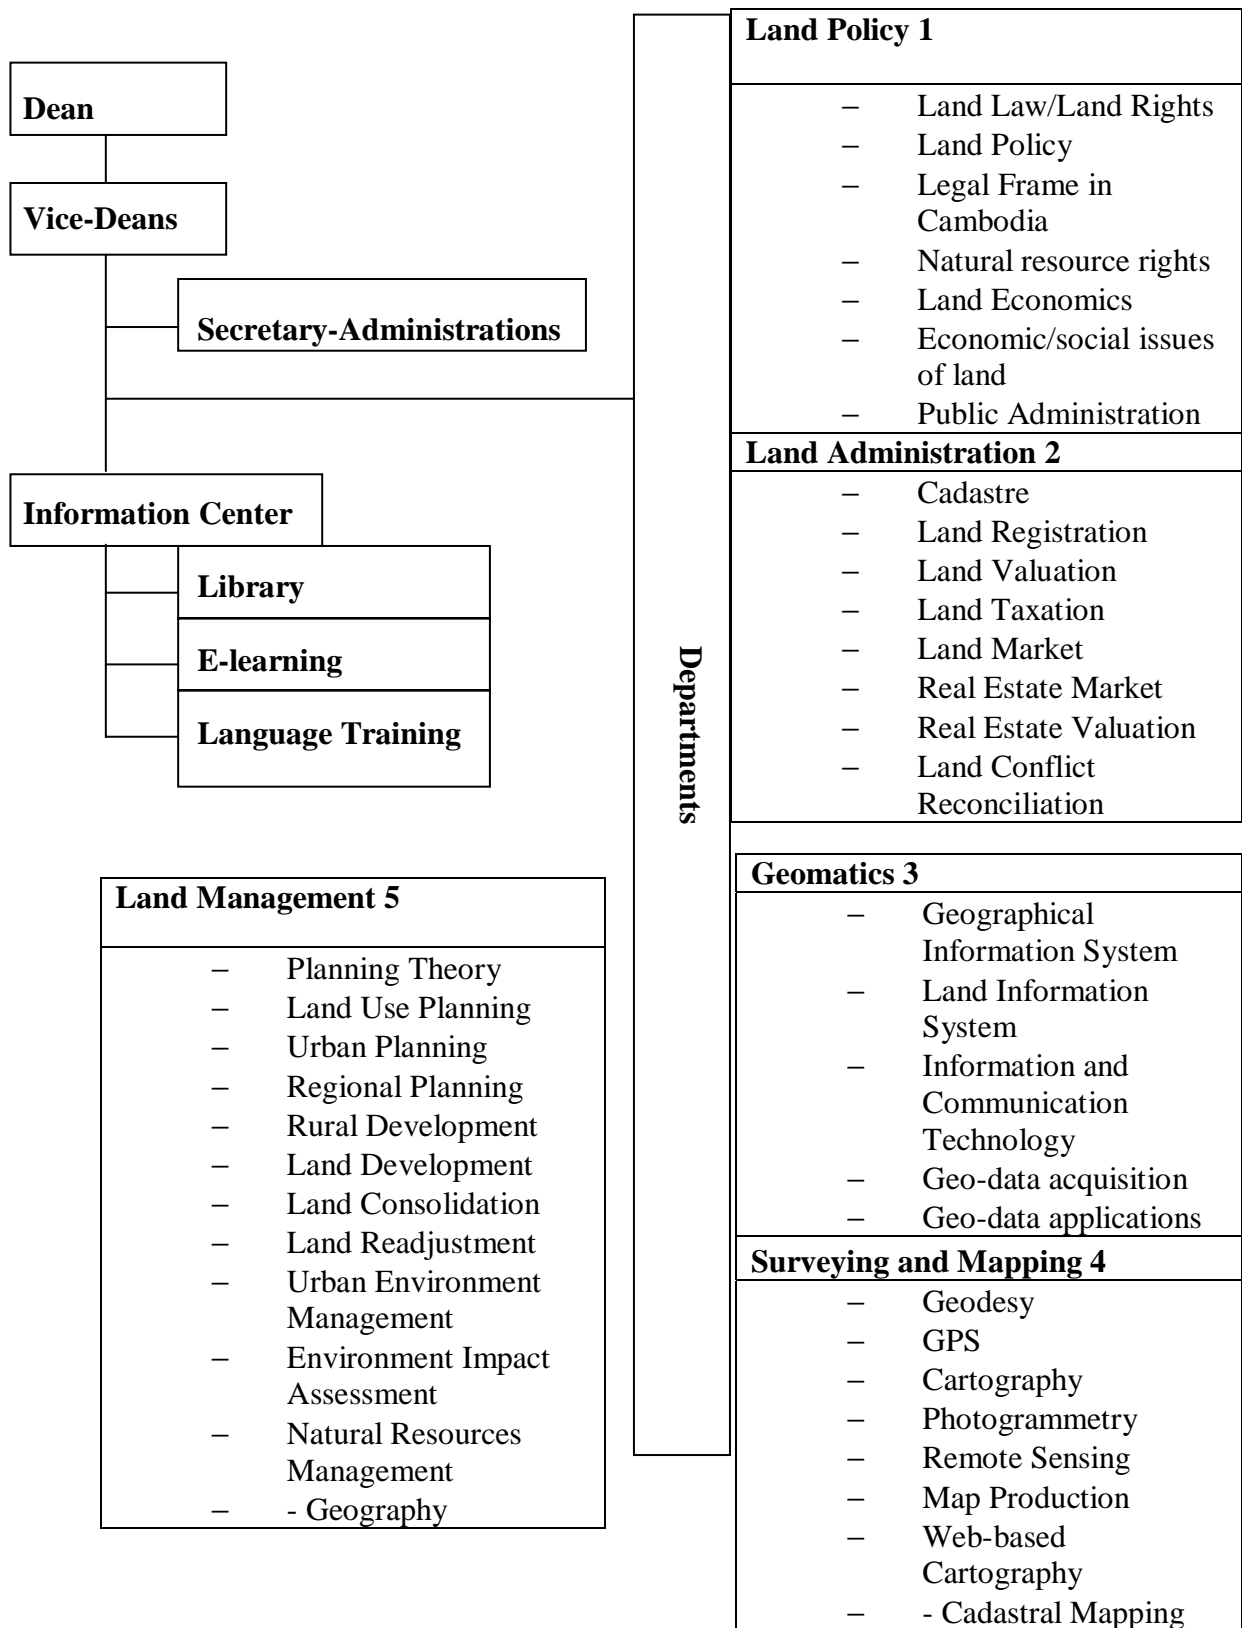 Dean
Vice-Deans
Secretary-Administrations
Information Center
Library
E-learning
Language Training
Departments
Land Policy 1
– Land Law/Land Rights
– Land Policy
– Legal Frame in
Cambodia
– Natural resource rights
– Land Economics
– Economic/social issues
of land
– Public Administration
Land Administration 2
– Cadastre
– Land Registration
– Land Valuation
– Land Taxation
– Land Market
– Real Estate Market
– Real Estate Valuation
– Land Conflict
Reconciliation
Geomatics 3
– Geographical
Information System
– Land Information
System
– Information and
Communication
Technology
– Geo-data acquisition
– Geo-data applications
Surveying and Mapping 4
– Geodesy
– GPS
– Cartography
– Photogrammetry
– Remote Sensing
– Map Production
– Web-based
Cartography
– - Cadastral Mapping
Land Management 5
– Planning Theory
– Land Use Planning
– Urban Planning
– Regional Planning
– Rural Development
– Land Development
– Land Consolidation
– Land Readjustment
– Urban Environment
Management
– Environment Impact
Assessment
– Natural Resources
Management
– - Geography